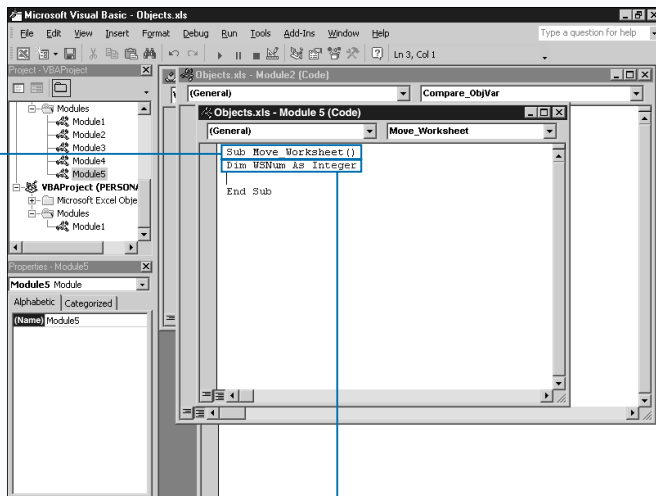 Microsoft Visual Basic - Objects.xls
File Edit View Insert Format Debug Run Tools Add-Ins Window Help
Type a question for help
Ln 3, Col 1
Project - VBAProject
Modules
Module1
Module2
Module3
Module4
Module5
VBAProject (PERSONA
Microsoft Excel Obje
Modules
Module1
Properties - Module5
Module5 Module
Alphabetic Categorized
(Name) Module5
Objects.xls - Module2 (Code)
(General) Compare_ObjVar
Objects.xls - Module 5 (Code)
(General) Move_Worksheet
Sub Move_Worksheet()
Dim WSNum As Integer
End Sub